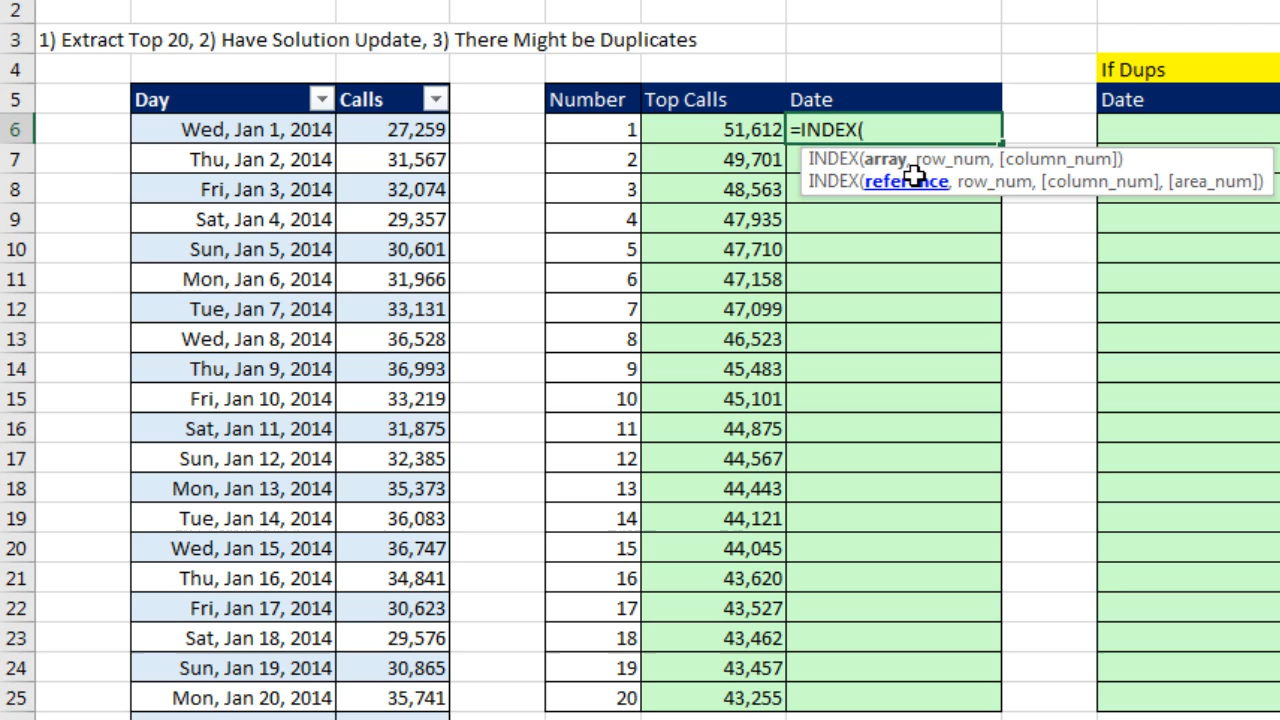 2
3 1) Extract Top 20, 2) Have Solution Update, 3) There Might be Duplicates
4 If Dups
5 Day Calls Number Top Calls Date Date
6 Wed, Jan 1, 2014 27,259 1 51,612 =INDEX(
7 Thu, Jan 2, 2014 31,567 2 49,701 INDEX(array, row_num, [column_num])
8 Fri, Jan 3, 2014 32,074 3 48,563 INDEX(reference, row_num, [column_num], [area_num])
9 Sat, Jan 4, 2014 29,357 4 47,935
10 Sun, Jan 5, 2014 30,601 5 47,710
11 Mon, Jan 6, 2014 31,966 6 47,158
12 Tue, Jan 7, 2014 33,131 7 47,099
13 Wed, Jan 8, 2014 36,528 8 46,523
14 Thu, Jan 9, 2014 36,993 9 45,483
15 Fri, Jan 10, 2014 33,219 10 45,101
16 Sat, Jan 11, 2014 31,875 11 44,875
17 Sun, Jan 12, 2014 32,385 12 44,567
18 Mon, Jan 13, 2014 35,373 13 44,443
19 Tue, Jan 14, 2014 36,083 14 44,121
20 Wed, Jan 15, 2014 36,747 15 44,045
21 Thu, Jan 16, 2014 34,841 16 43,620
22 Fri, Jan 17, 2014 30,623 17 43,527
23 Sat, Jan 18, 2014 29,576 18 43,462
24 Sun, Jan 19, 2014 30,865 19 43,457
25 Mon, Jan 20, 2014 35,741 20 43,255